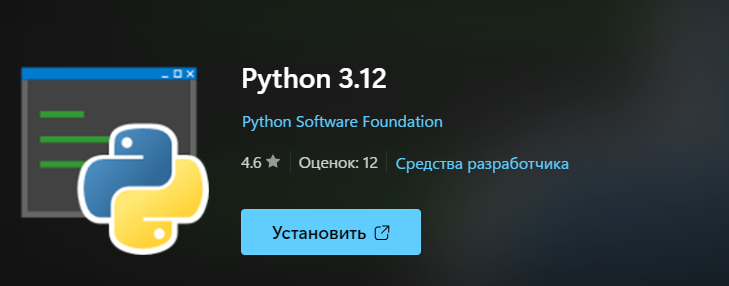 Python 3.12
Python Software Foundation
4.6 ★ Оценок: 12 Средства разработчика
Установить